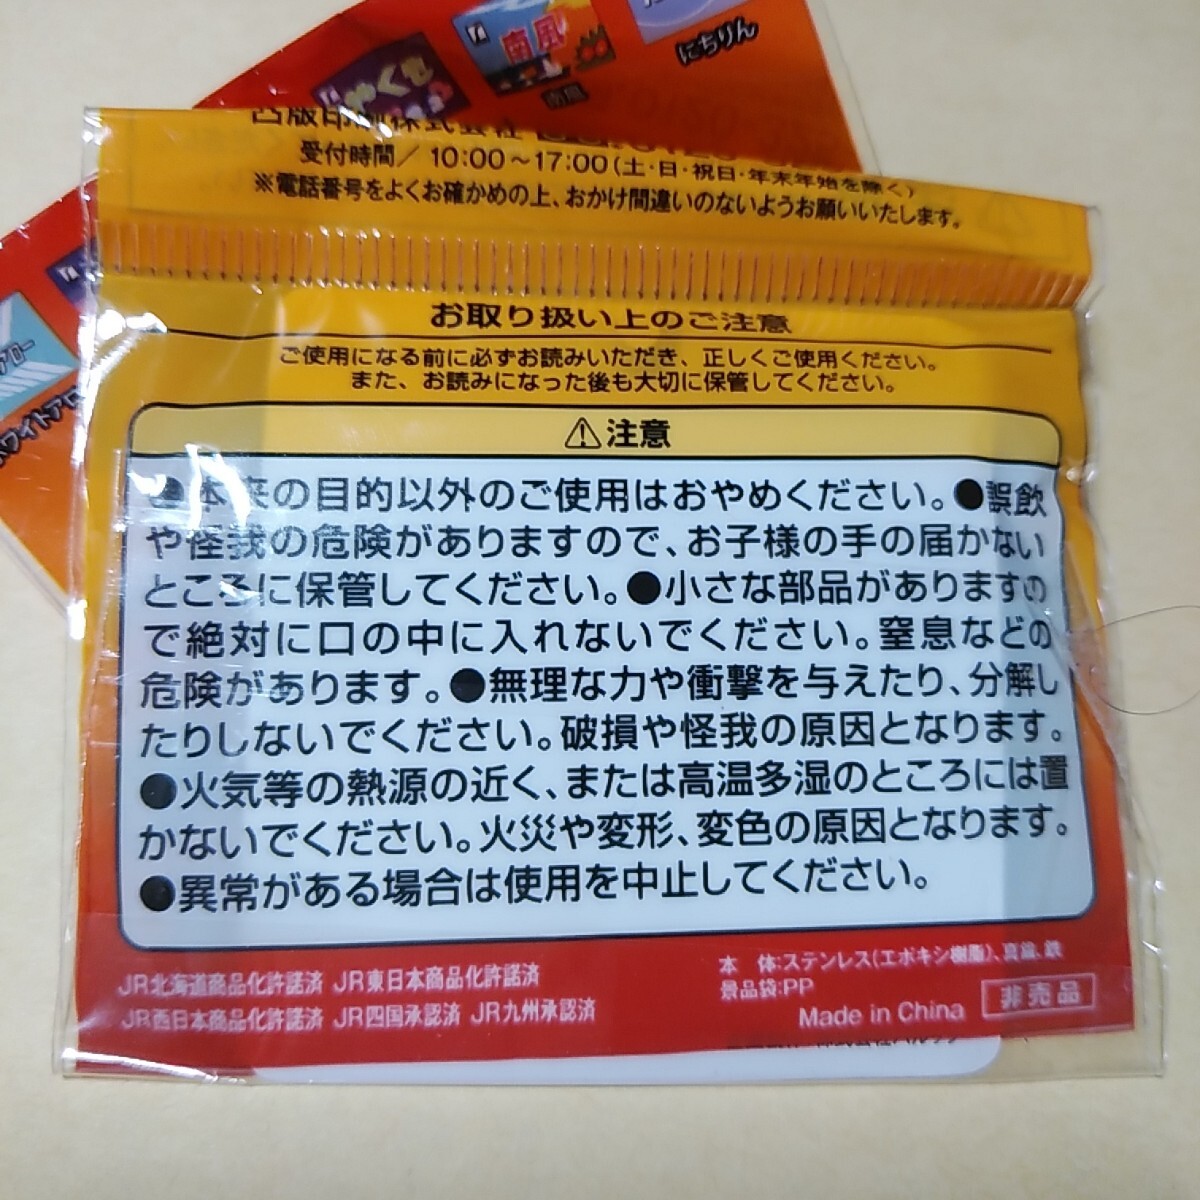 南風
南風
にちりん
凸版印刷株式会社
受付時間/10:00~17:00(土・日・祝日・年末年始を除く)
※電話番号をよくお確かめの上、おかけ間違いのないようお願いいたします。
お取り扱い上のご注意
ご使用になる前に必ずお読みいただき、正しくご使用ください。
また、お読みになった後も大切に保管してください。
⚠注意
●本来の目的以外のご使用はおやめください。●誤飲
や怪我の危険がありますので、お子様の手の届かない
ところに保管してください。●小さな部品がありますの
で絶対に口の中に入れないでください。窒息などの
危険があります。●無理な力や衝撃を与えたり、分解し
たりしないでください。破損や怪我の原因となります。
●火気等の熱源の近く、または高温多湿のところには置
かないでください。火災や変形、変色の原因となります。
●異常がある場合は使用を中止してください。
JR北海道商品化許諾済 JR東日本商品化許諾済
JR西日本商品化許諾済 JR四国承認済 JR九州承認済
本 体:ステンレス(エポキシ樹脂)、真鍮、鉄
景品袋:PP
Made in China
非売品